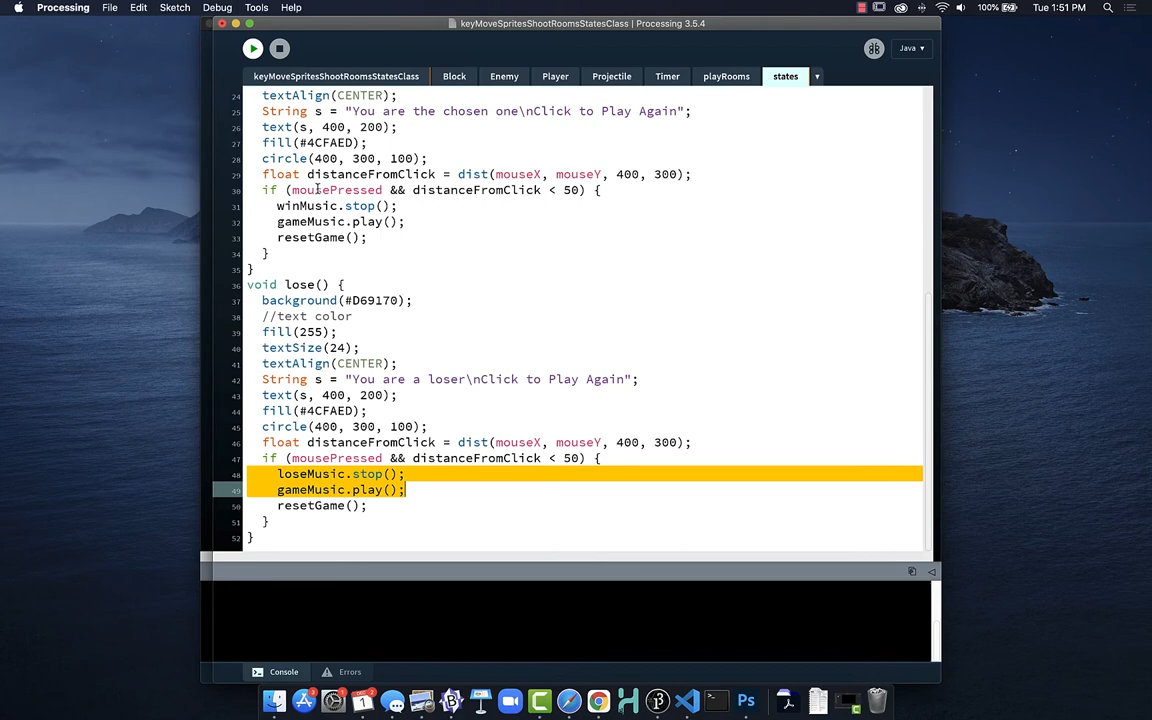 Processing File Edit Sketch Debug Tools Help 100% Tue 1:51 PM
keyMoveSpritesShootRoomsStatesClass | Processing 3.5.4
Java ▾
keyMoveSpritesShootRoomsStatesClass Block Enemy Player Projectile Timer playRooms states ▾
24 textAlign(CENTER);
25 String s = "You are the chosen one\nClick to Play Again";
26 text(s, 400, 200);
27 fill(#4CFAED);
28 circle(400, 300, 100);
29 float distanceFromClick = dist(mouseX, mouseY, 400, 300);
30 if (mousePressed && distanceFromClick < 50) {
31 winMusic.stop();
32 gameMusic.play();
33 resetGame();
34 }
35 }
36 void lose() {
37 background(#D69170);
38 //text color
39 fill(255);
40 textSize(24);
41 textAlign(CENTER);
42 String s = "You are a loser\nClick to Play Again";
43 text(s, 400, 200);
44 fill(#4CFAED);
45 circle(400, 300, 100);
46 float distanceFromClick = dist(mouseX, mouseY, 400, 300);
47 if (mousePressed && distanceFromClick < 50) {
48 loseMusic.stop();
49 gameMusic.play();
50 resetGame();
51 }
52 }
Console Errors